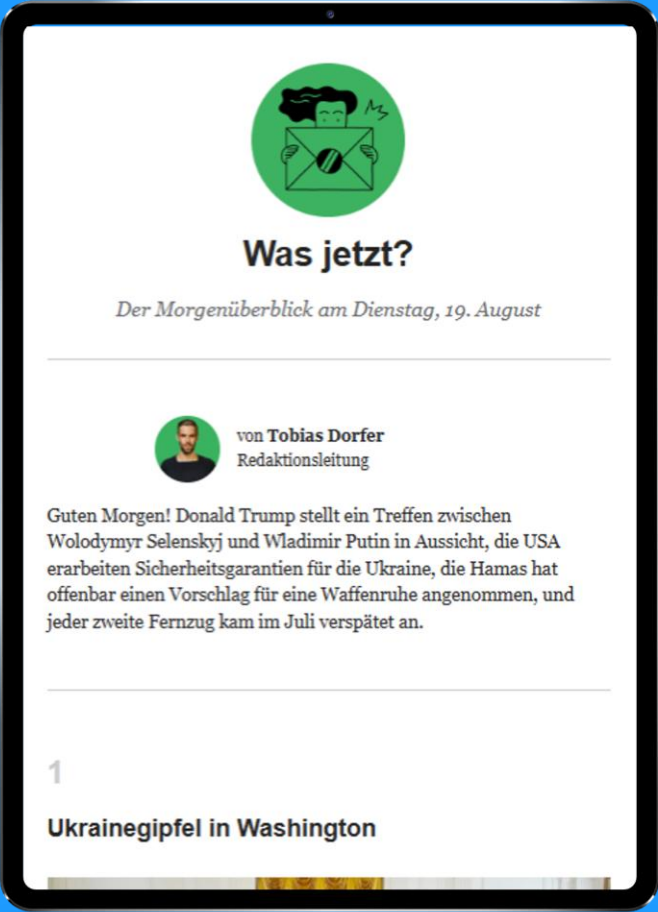 Was jetzt?
Der Morgenüberblick am Dienstag, 19. August
von Tobias Dorfer
Redaktionsleitung
Guten Morgen! Donald Trump stellt ein Treffen zwischen
Wolodymyr Selenskyj und Wladimir Putin in Aussicht, die USA
erarbeiten Sicherheitsgarantien für die Ukraine, die Hamas hat
offenbar einen Vorschlag für eine Waffenruhe angenommen, und
jeder zweite Fernzug kam im Juli verspätet an.
1
Ukrainegipfel in Washington